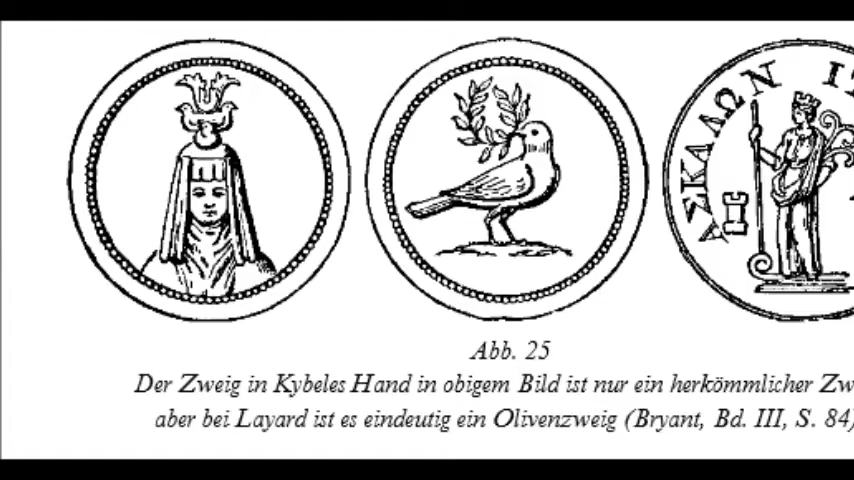 ΑΣΚΑΛΩΝ
Abb. 25
Der Zweig in Kybeles Hand in obigem Bild ist nur ein herkömmlicher Zw
aber bei Layard ist es eindeutig ein Olivenzweig (Bryant, Bd. III, S. 84)